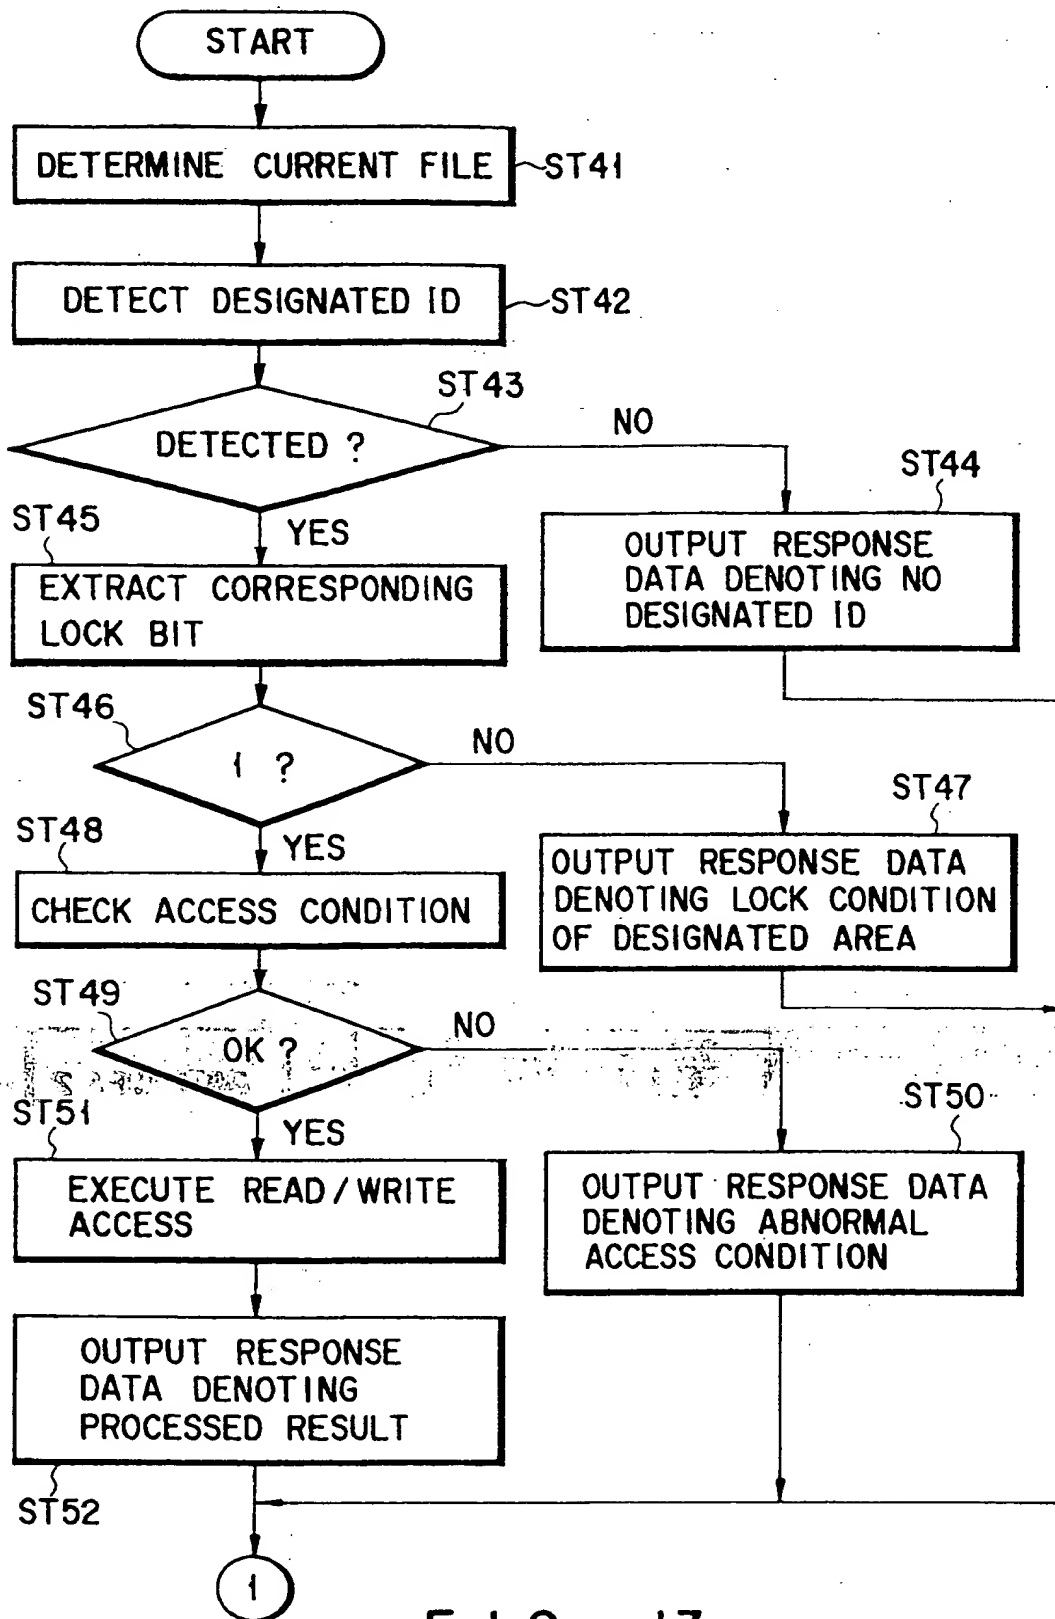 START
DETERMINE CURRENT FILE
ST41
DETECT DESIGNATED ID
ST42
ST43
DETECTED ?
NO
YES
ST44
OUTPUT RESPONSE
DATA DENOTING NO
DESIGNATED ID
ST45
EXTRACT CORRESPONDING
LOCK BIT
ST46
1 ?
NO
YES
ST47
OUTPUT RESPONSE DATA
DENOTING LOCK CONDITION
OF DESIGNATED AREA
ST48
CHECK ACCESS CONDITION
ST49
OK ?
NO
YES
ST50
OUTPUT RESPONSE DATA
DENOTING ABNORMAL
ACCESS CONDITION
ST51
EXECUTE READ/WRITE
ACCESS
OUTPUT RESPONSE
DATA DENOTING
PROCESSED RESULT
ST52
1